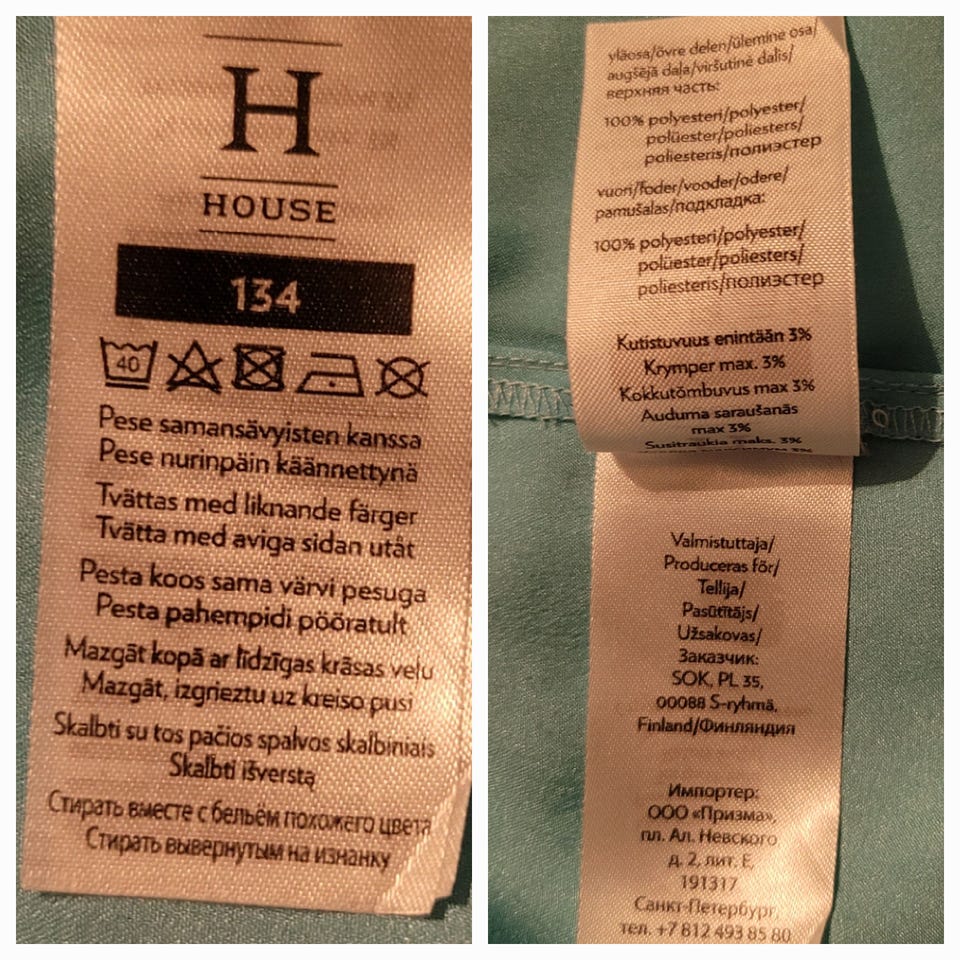 H
HOUSE
134
40
Pese samansävyisten kanssa
Pese nurinpäin käännettynä
Tvättas med liknande färger
Tvätta med aviga sidan utåt
Pesta koos sama värvi pesuga
Pesta pahempidi pööratult
Mazgāt kopā ar līdzīgas krāsas veļu
Mazgāt, izgrieztu uz kreiso pusi
Skalbti su tos pačios spalvos skalbiniais
Skalbti išverstą
Стирать вместе с бельём похожего цвета
Стирать вывернутым на изнанку
yläosa/övre delen/ülemine osa/
augšējā daļa/viršutinė dalis/
верхняя часть:
100% polyesteri/polyester/
polüester/poliesters/
poliesteris/полиэстер
vuori/foder/vooder/odere/
pamušalas/подкладка:
100% polyesteri/polyester/
polüester/poliesters/
poliesteris/полиэстер
Kutistuvuus enintään 3%
Krymper max. 3%
Kokkutõmbuvus max 3%
Auduma saraušanās
max 3%
Susitraukia maks. 3%
Valmistuttaja/
Produceras för/
Tellija/
Pasūtītājs/
Užsakovas/
Заказчик:
SOK, PL 35,
00088 S-ryhmä,
Finland/Финляндия
Импортер:
ООО «Призма»,
пл. Ал. Невского
д. 2, лит. Е,
191317
Санкт-Петербург,
тел. +7 812 493 85 80